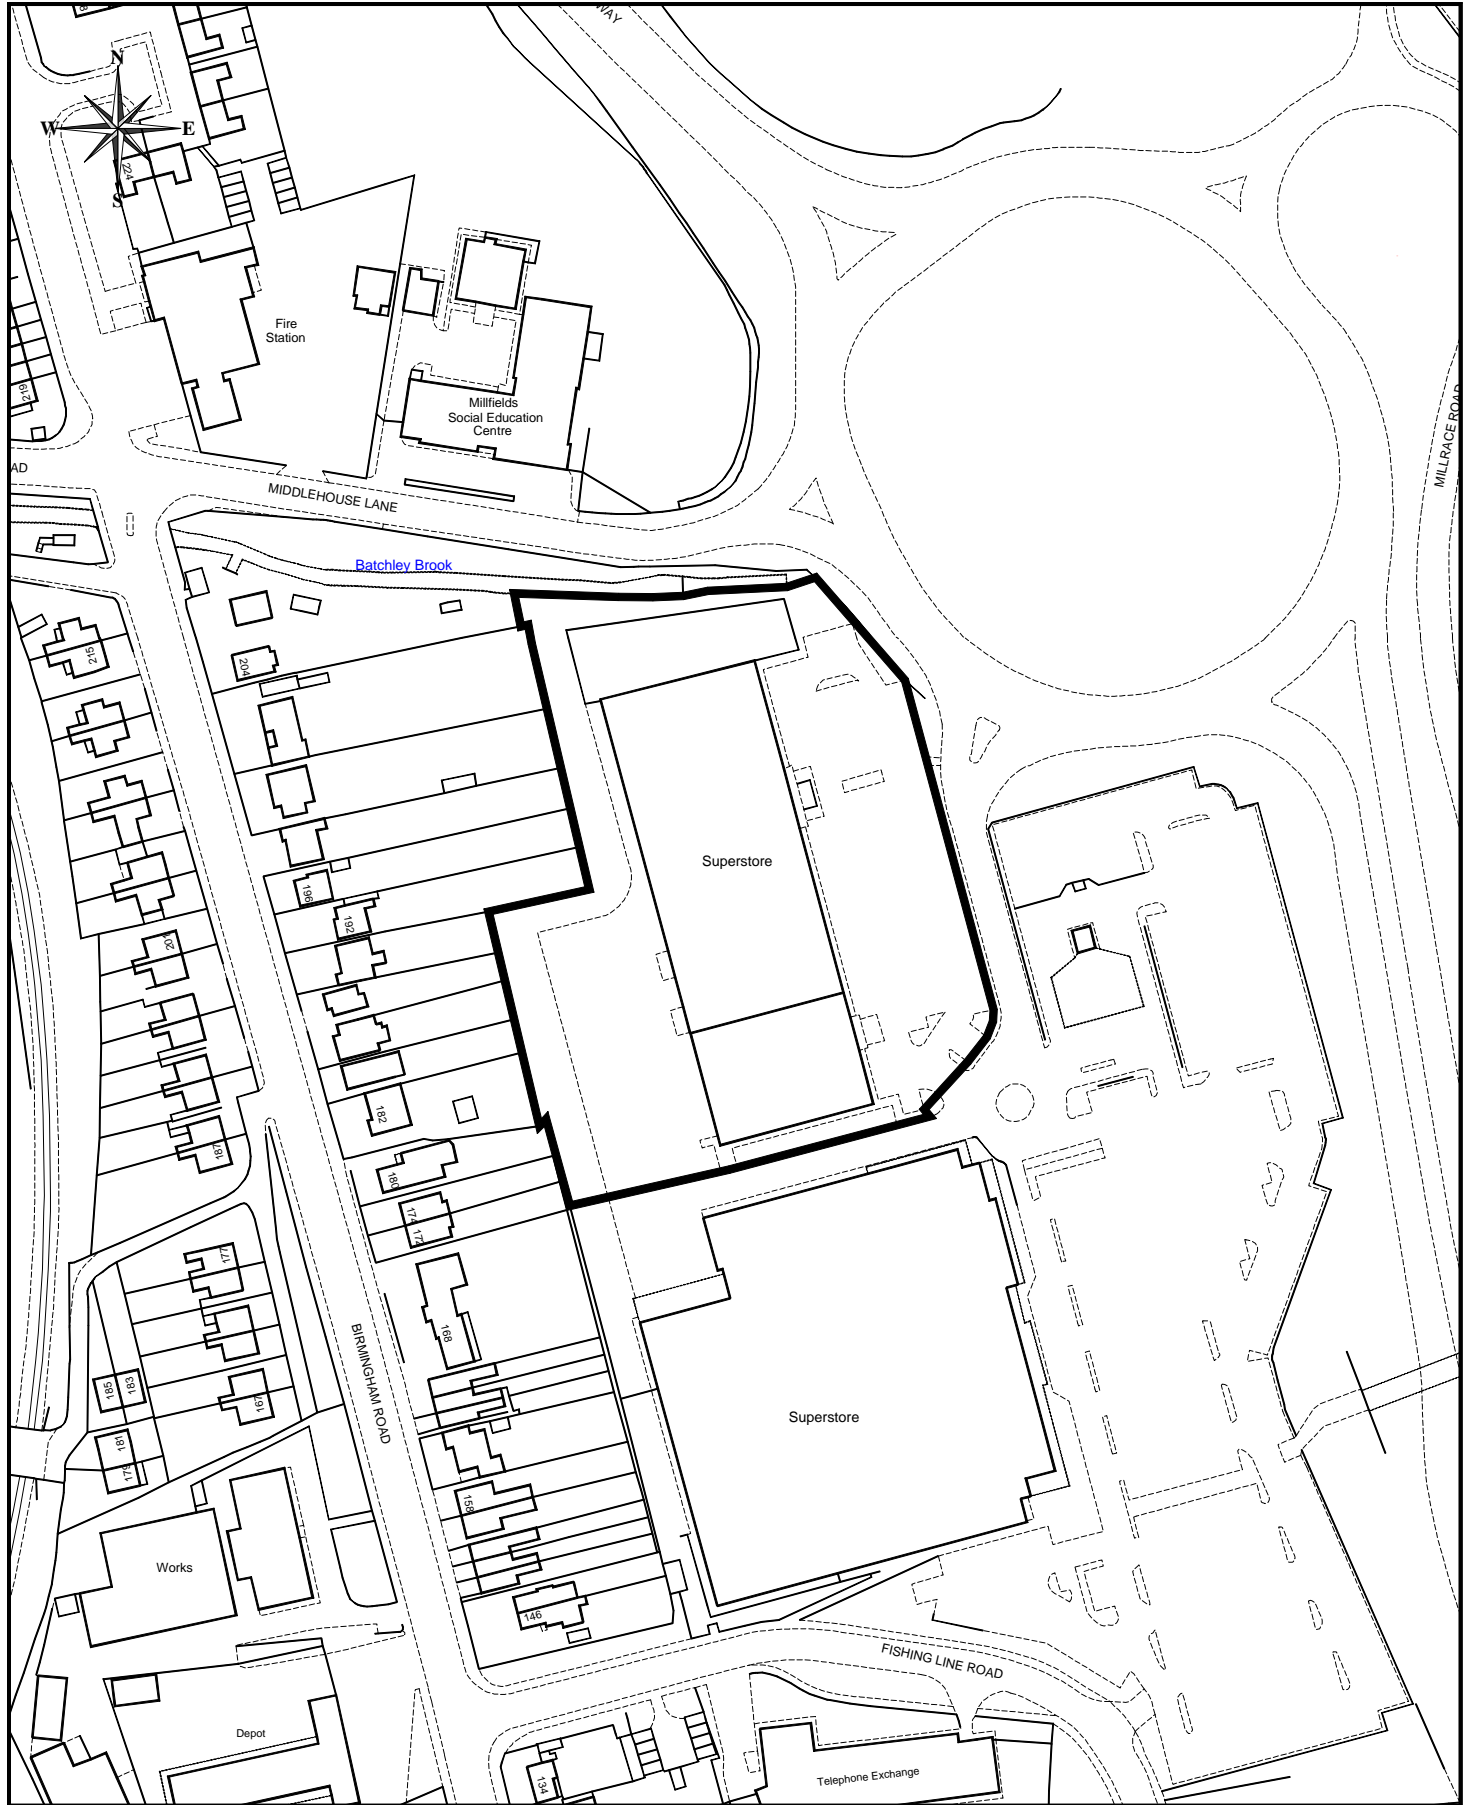 WAY
N
W
E
S
224
Fire
Station
219
Millfields
Social Education
Centre
MILLRACE ROAD
AD
MIDDLEHOUSE LANE
Batchley Brook
215
204
Superstore
196
192
201
182
187
180
174
172
177
168
BIRMINGHAM ROAD
185
183
167
Superstore
181
179
158
Works
146
FISHING LINE ROAD
Depot
134
Telephone Exchange